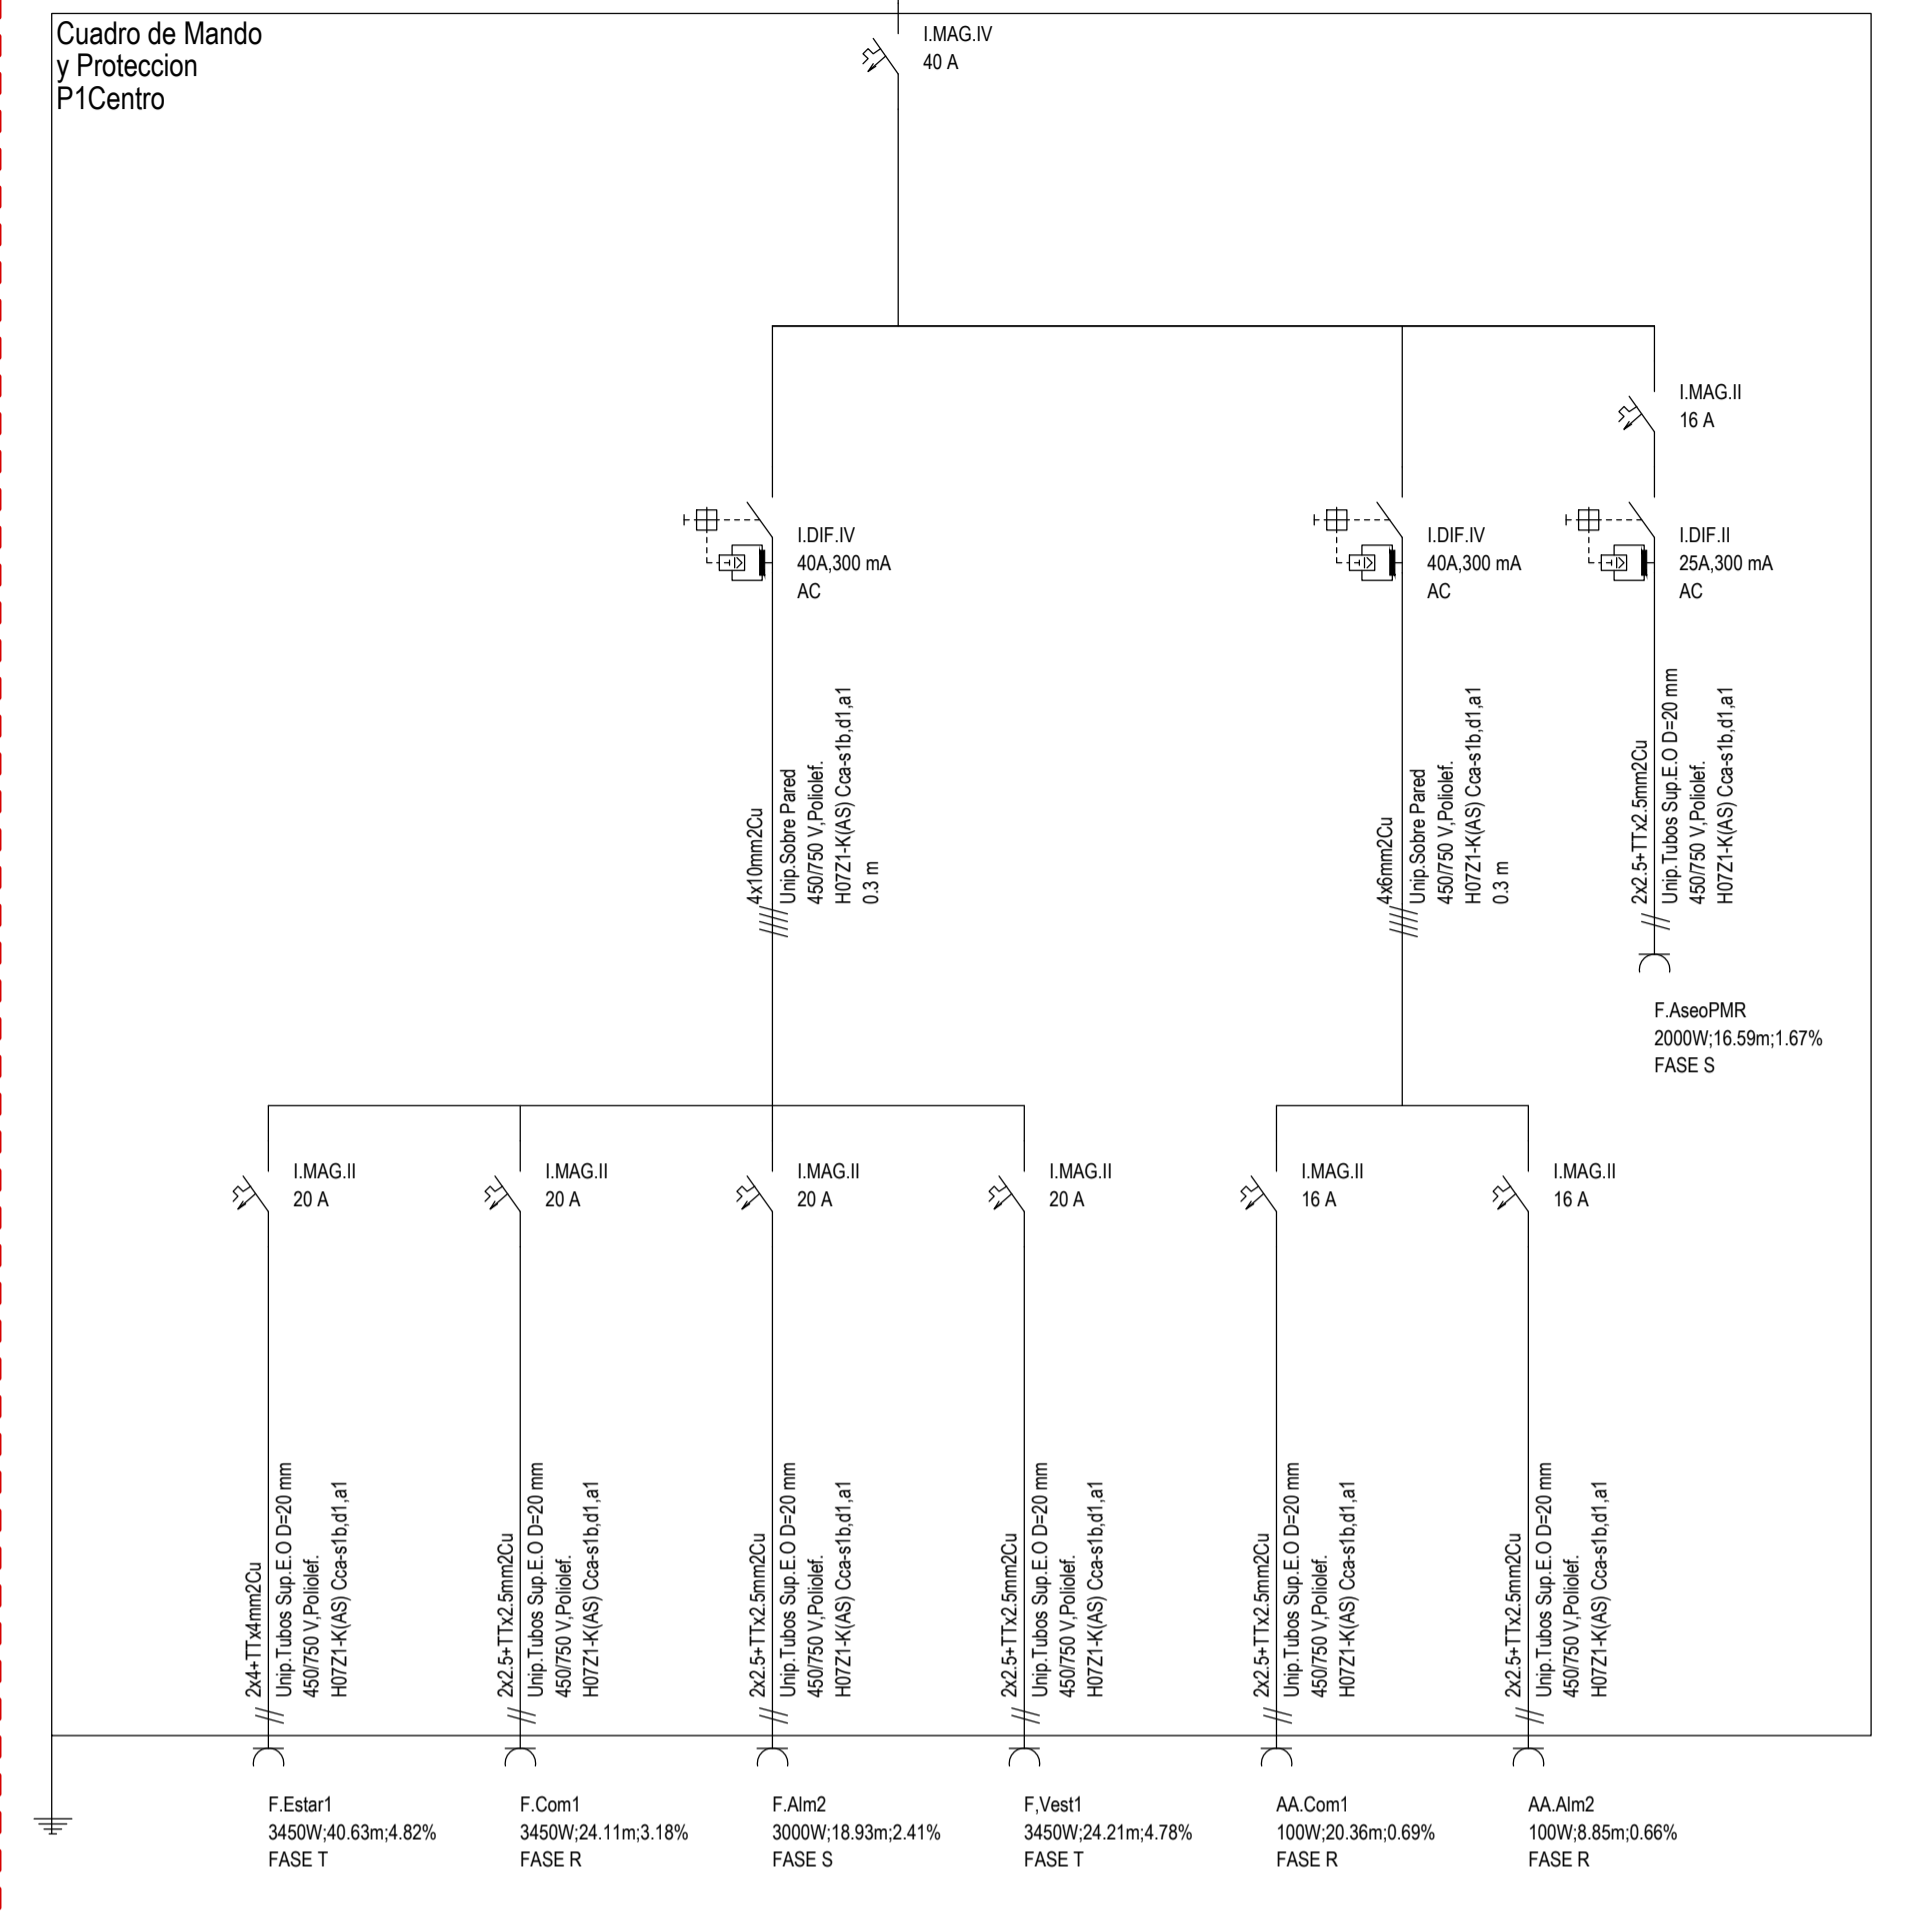 Cuadro de Mando
y Proteccion
P1Centro
I.MAG.IV
40 A
I.MAG.II
16 A
I.DIF.IV
40A,300 mA
AC
I.DIF.IV
40A,300 mA
AC
I.DIF.II
25A,300 mA
AC
4x10mm2Cu
Unip.Sobre Pared
450/750 V,Poliolef.
H07Z1-K(AS) Cca-s1b,d1,a1
0.3 m
4x6mm2Cu
Unip.Sobre Pared
450/750 V,Poliolef.
H07Z1-K(AS) Cca-s1b,d1,a1
0.3 m
2x2.5+TTx2.5mm2Cu
Unip.Tubos Sup.E.O D=20 mm
450/750 V,Poliolef.
H07Z1-K(AS) Cca-s1b,d1,a1
F.AseoPMR
2000W;16.59m;1.67%
FASE S
I.MAG.II
20 A
I.MAG.II
20 A
I.MAG.II
20 A
I.MAG.II
20 A
I.MAG.II
16 A
I.MAG.II
16 A
2x4+TTx4mm2Cu
Unip.Tubos Sup.E.O D=20 mm
450/750 V,Poliolef.
H07Z1-K(AS) Cca-s1b,d1,a1
2x2.5+TTx2.5mm2Cu
Unip.Tubos Sup.E.O D=20 mm
450/750 V,Poliolef.
H07Z1-K(AS) Cca-s1b,d1,a1
2x2.5+TTx2.5mm2Cu
Unip.Tubos Sup.E.O D=20 mm
450/750 V,Poliolef.
H07Z1-K(AS) Cca-s1b,d1,a1
2x2.5+TTx2.5mm2Cu
Unip.Tubos Sup.E.O D=20 mm
450/750 V,Poliolef.
H07Z1-K(AS) Cca-s1b,d1,a1
2x2.5+TTx2.5mm2Cu
Unip.Tubos Sup.E.O D=20 mm
450/750 V,Poliolef.
H07Z1-K(AS) Cca-s1b,d1,a1
2x2.5+TTx2.5mm2Cu
Unip.Tubos Sup.E.O D=20 mm
450/750 V,Poliolef.
H07Z1-K(AS) Cca-s1b,d1,a1
F.Estar1
3450W;40.63m;4.82%
FASE T
F.Com1
3450W;24.11m;3.18%
FASE R
F.Alm2
3000W;18.93m;2.41%
FASE S
F,Vest1
3450W;24.21m;4.78%
FASE T
AA.Com1
100W;20.36m;0.69%
FASE R
AA.Alm2
100W;8.85m;0.66%
FASE R